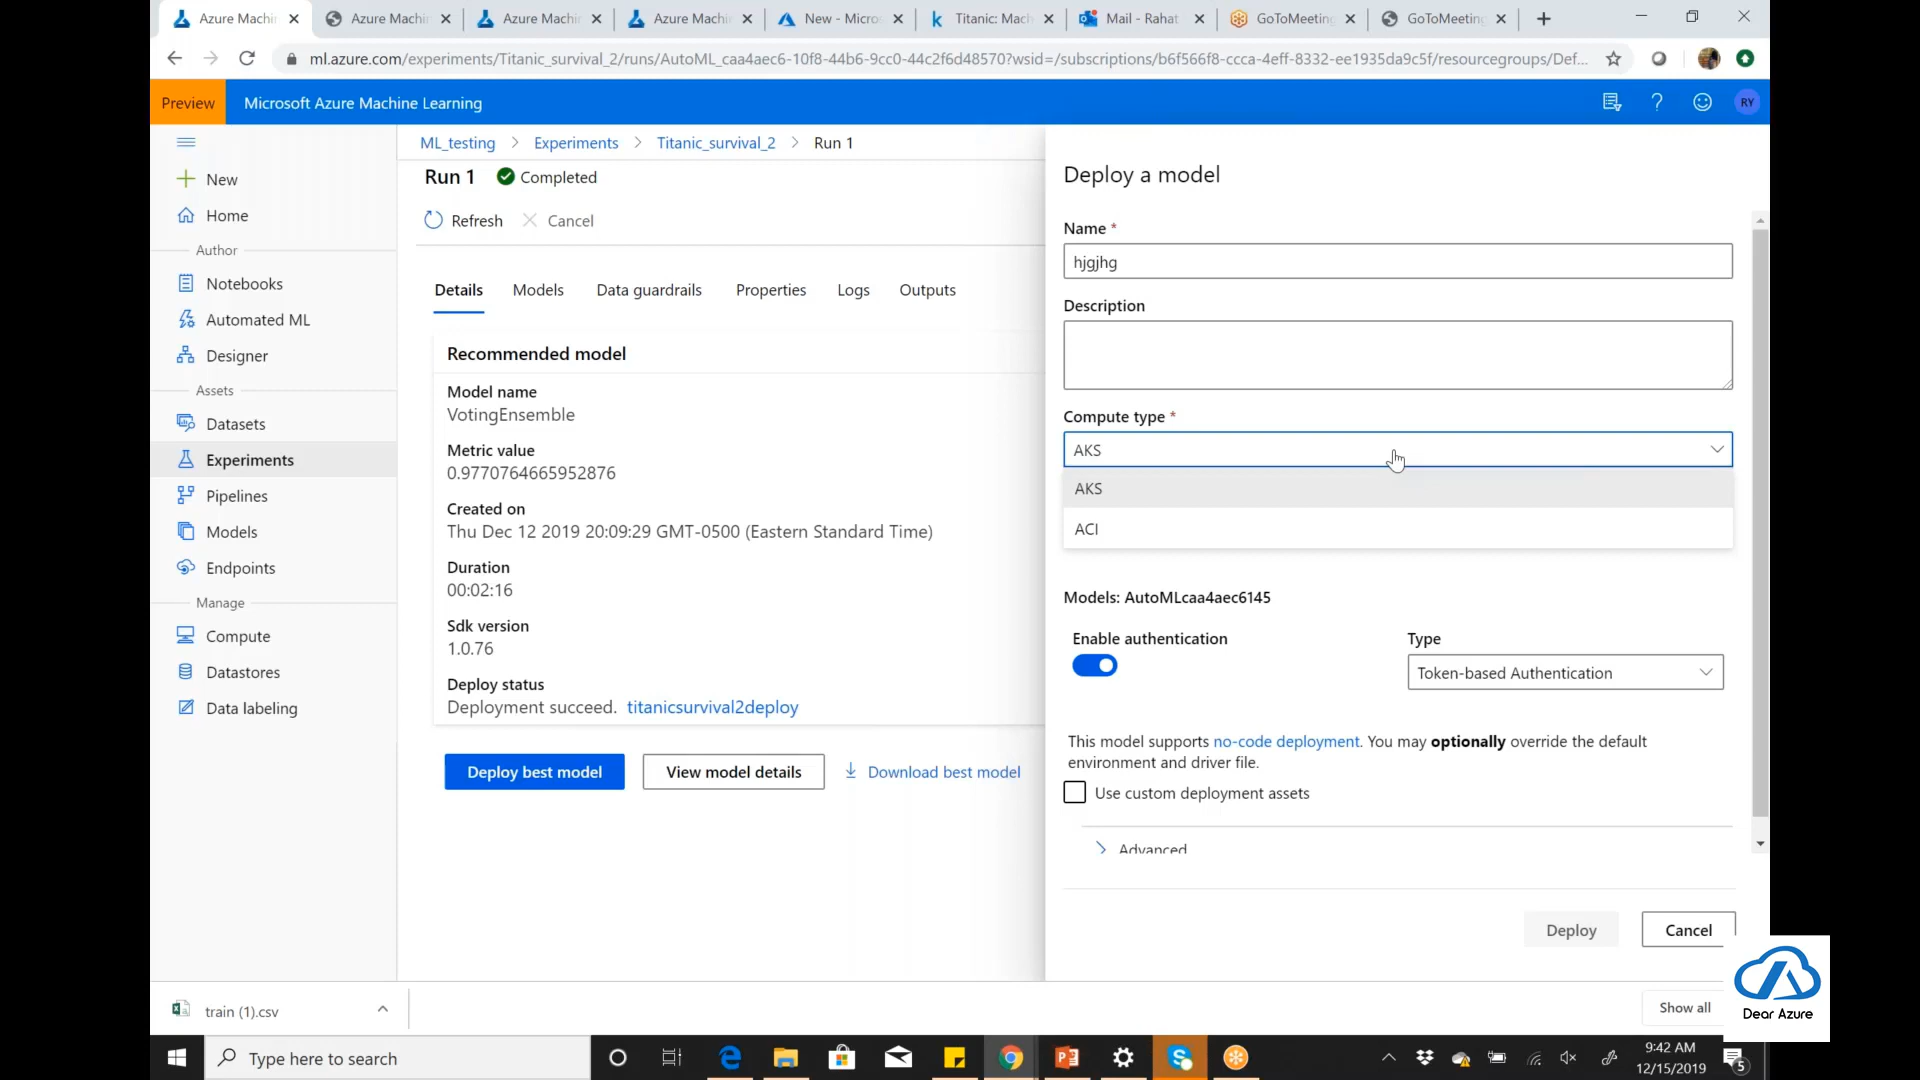 Azure Machi
Azure Machi
Azure Machi
Azure Machi
New - Micros
Titanic: Mach
Mail - Rahat
GoToMeeting
GoToMeeting
ml.azure.com/experiments/Titanic_survival_2/runs/AutoML_caa4aec6-10f8-44b6-9cc0-44c2f6d48570?wsid=/subscriptions/b6f566f8-ccca-4eff-8332-ee1935da9c5f/resourcegroups/Def...
Preview
Microsoft Azure Machine Learning
RY
New
Home
Author
Notebooks
Automated ML
Designer
Assets
Datasets
Experiments
Pipelines
Models
Endpoints
Manage
Compute
Datastores
Data labeling
ML_testing > Experiments > Titanic_survival_2 > Run 1
Run 1 Completed
Refresh Cancel
Details Models Data guardrails Properties Logs Outputs
Recommended model
Model name
VotingEnsemble
Metric value
0.9770764665952876
Created on
Thu Dec 12 2019 20:09:29 GMT-0500 (Eastern Standard Time)
Duration
00:02:16
Sdk version
1.0.76
Deploy status
Deployment succeed. titanicsurvival2deploy
Deploy best model View model details Download best model
Deploy a model
Name *
hjgjhg
Description
Compute type *
AKS
AKS
ACI
Models: AutoMLcaa4aec6145
Enable authentication
Type
Token-based Authentication
This model supports no-code deployment. You may optionally override the default
environment and driver file.
Use custom deployment assets
Advanced
Deploy Cancel
train (1).csv
Show all
Dear Azure
Type here to search
9:42 AM
12/15/2019
5